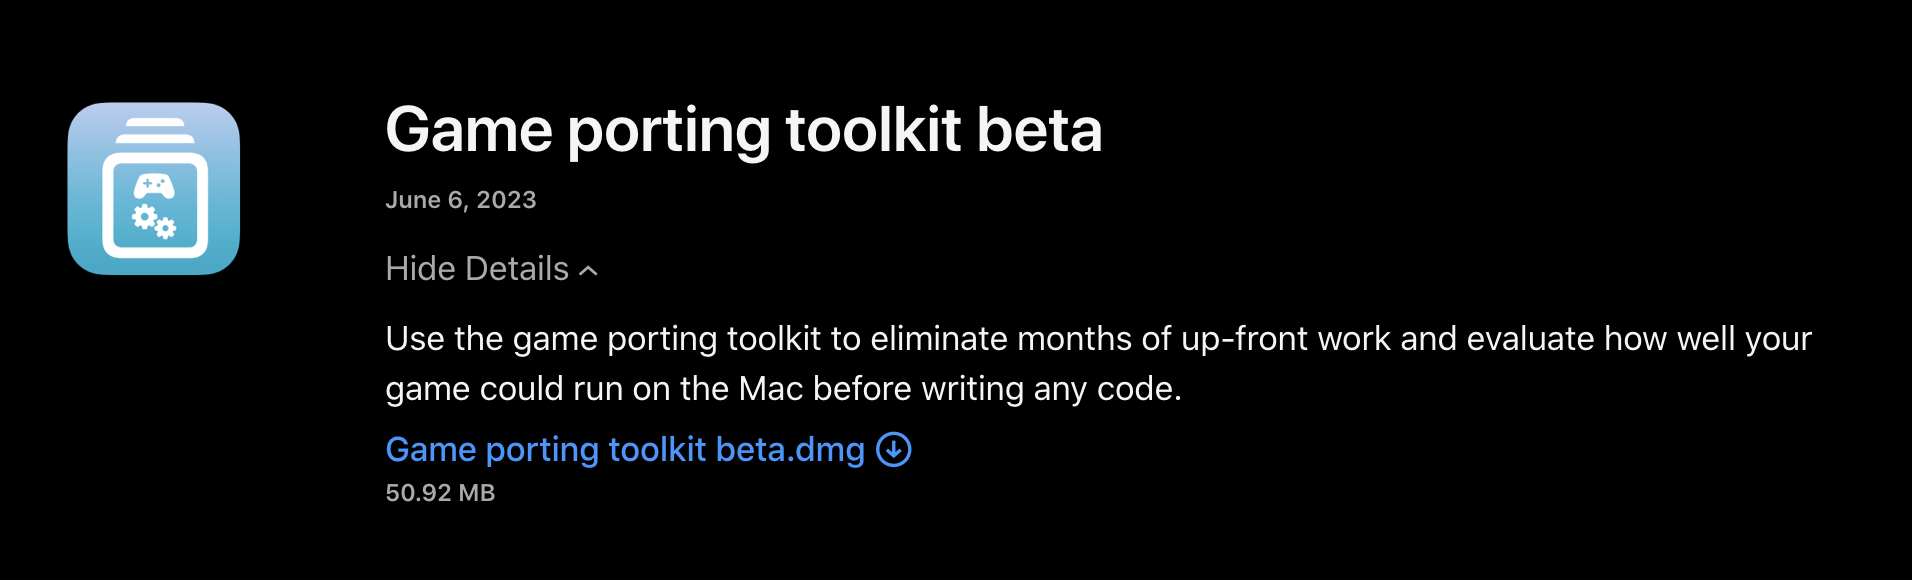 Game porting toolkit beta
June 6, 2023
Hide Details
Use the game porting toolkit to eliminate months of up-front work and evaluate how well your
game could run on the Mac before writing any code.
Game porting toolkit beta.dmg
50.92 MB